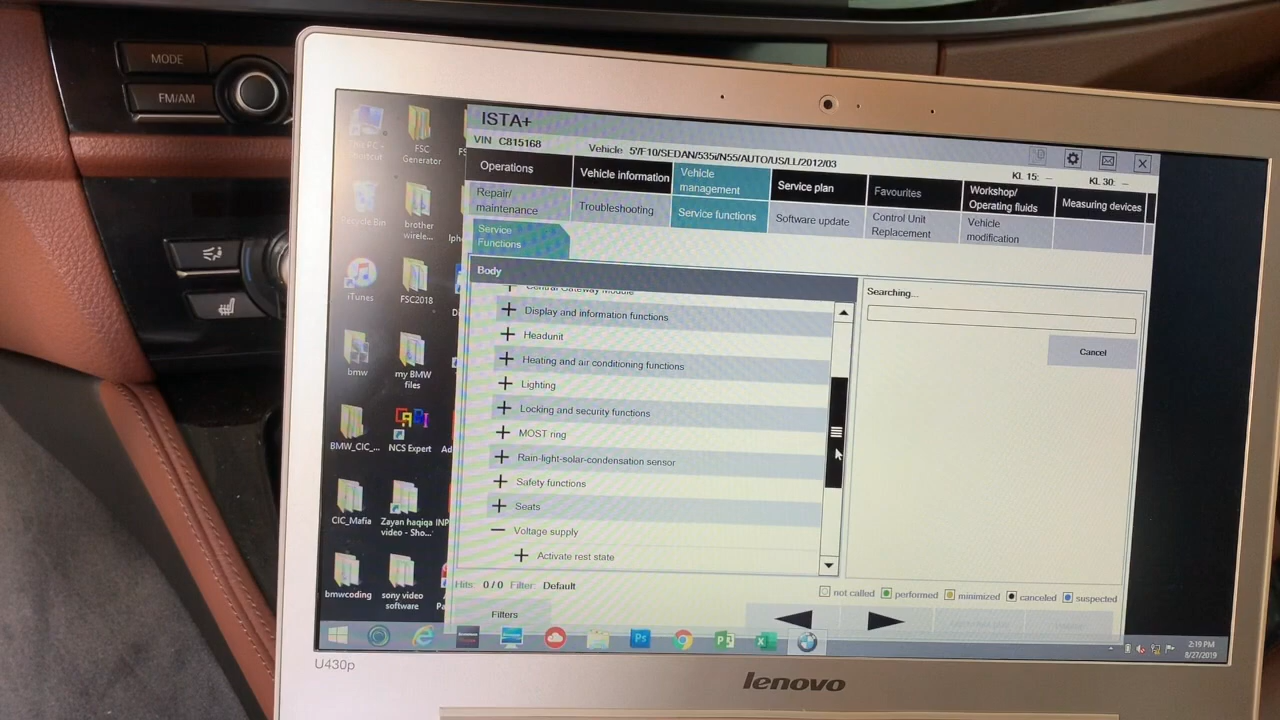 MODE
FM/AM
FSC
Generator
Recycle Bin
brother
wirele...
iTunes
FSC2018
bmw
my BMW
files
BMW_CIC_...
NCS Expert
CIC_Mafia
Zayan haqiqa
video - Sho...
bmwcoding
sony video
software
ISTA+
VIN C815168
Vehicle 5'/F10/SEDAN/535i/N55/AUTO/US/LL/2012/03
KL 15: --
KL 30: --
Operations
Vehicle information
Vehicle
management
Service plan
Favourites
Workshop/
Operating fluids
Measuring devices
Repair/
maintenance
Troubleshooting
Service functions
Software update
Control Unit
Replacement
Vehicle
modification
Service
Functions
Body
Central Gateway Module
Display and information functions
Headunit
Heating and air conditioning functions
Lighting
Locking and security functions
MOST ring
Rain-light-solar-condensation sensor
Safety functions
Seats
Voltage supply
Activate rest state
Searching...
Cancel
Hits: 0 / 0 Filter: Default
not called
performed
minimized
canceled
suspected
Filters
2:19 PM
8/27/2019
U430p
lenovo